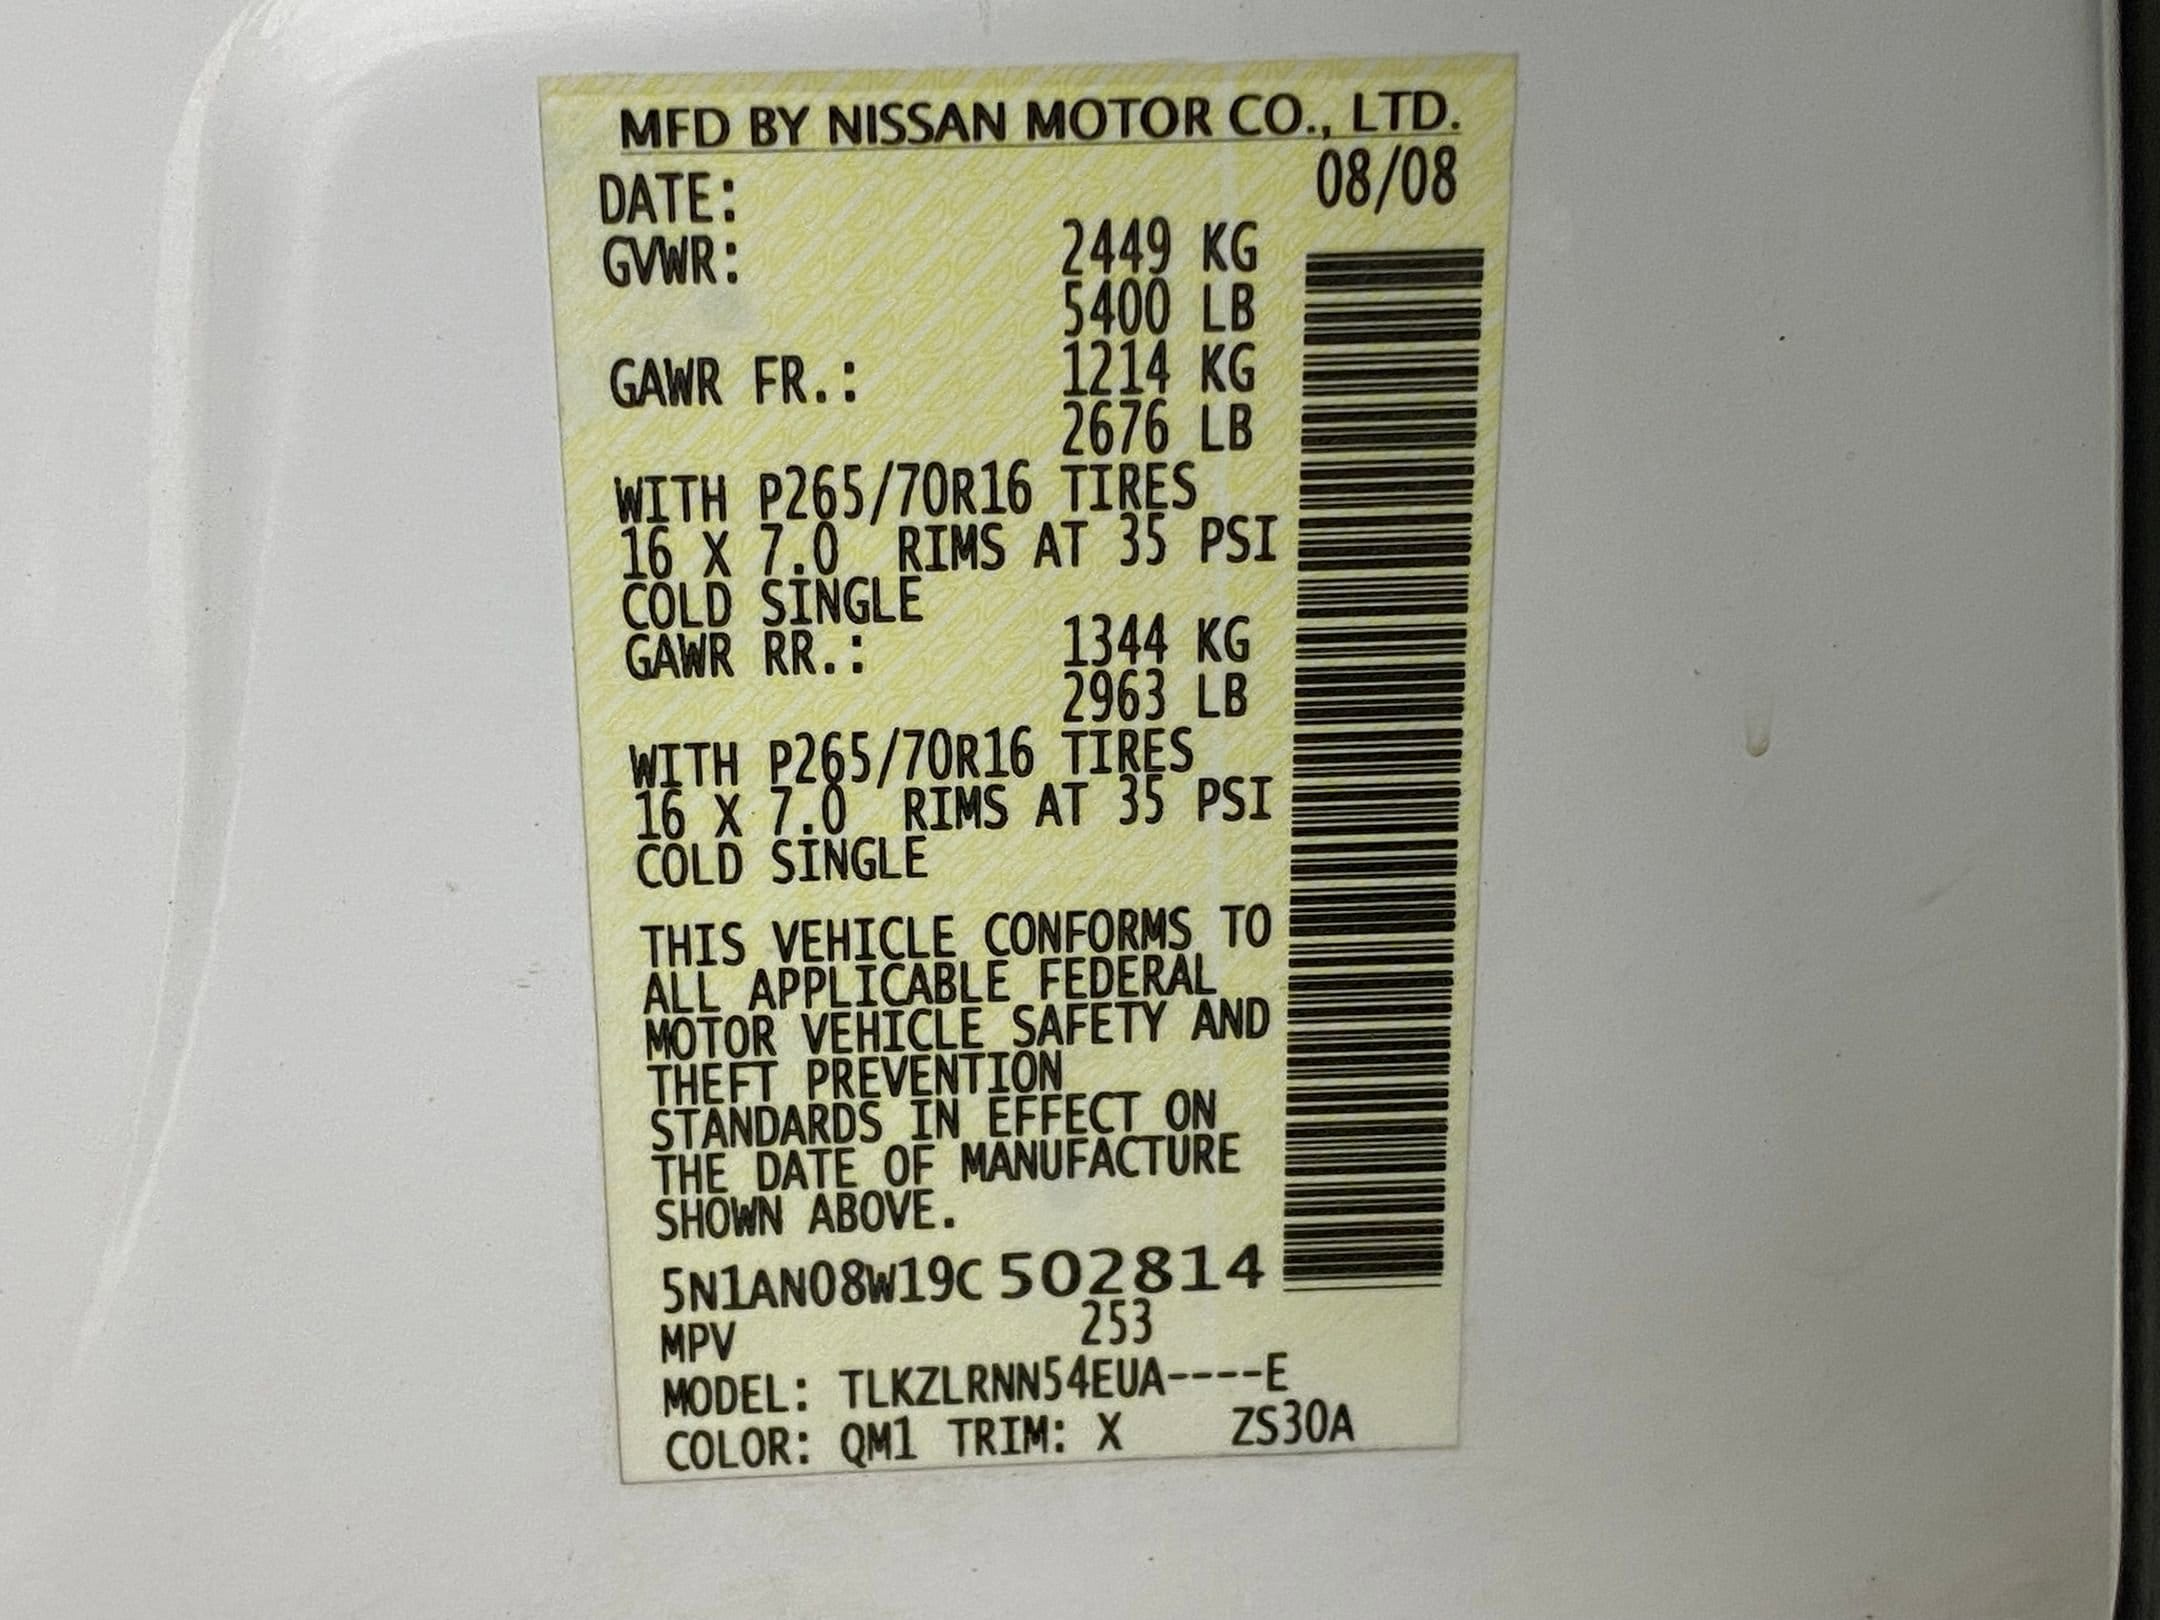 MFD BY NISSAN MOTOR CO., LTD.
DATE: 08/08
GVWR: 2449 KG
5400 LB
GAWR FR.: 1214 KG
2676 LB
WITH P265/70R16 TIRES
16 X 7.0 RIMS AT 35 PSI
COLD SINGLE
GAWR RR.: 1344 KG
2963 LB
WITH P265/70R16 TIRES
16 X 7.0 RIMS AT 35 PSI
COLD SINGLE
THIS VEHICLE CONFORMS TO
ALL APPLICABLE FEDERAL
MOTOR VEHICLE SAFETY AND
THEFT PREVENTION
STANDARDS IN EFFECT ON
THE DATE OF MANUFACTURE
SHOWN ABOVE.
5N1AN08W19C 502814
MPV 253
MODEL: TLKZLRNN54EUA----E
COLOR: QM1 TRIM: X ZS30A